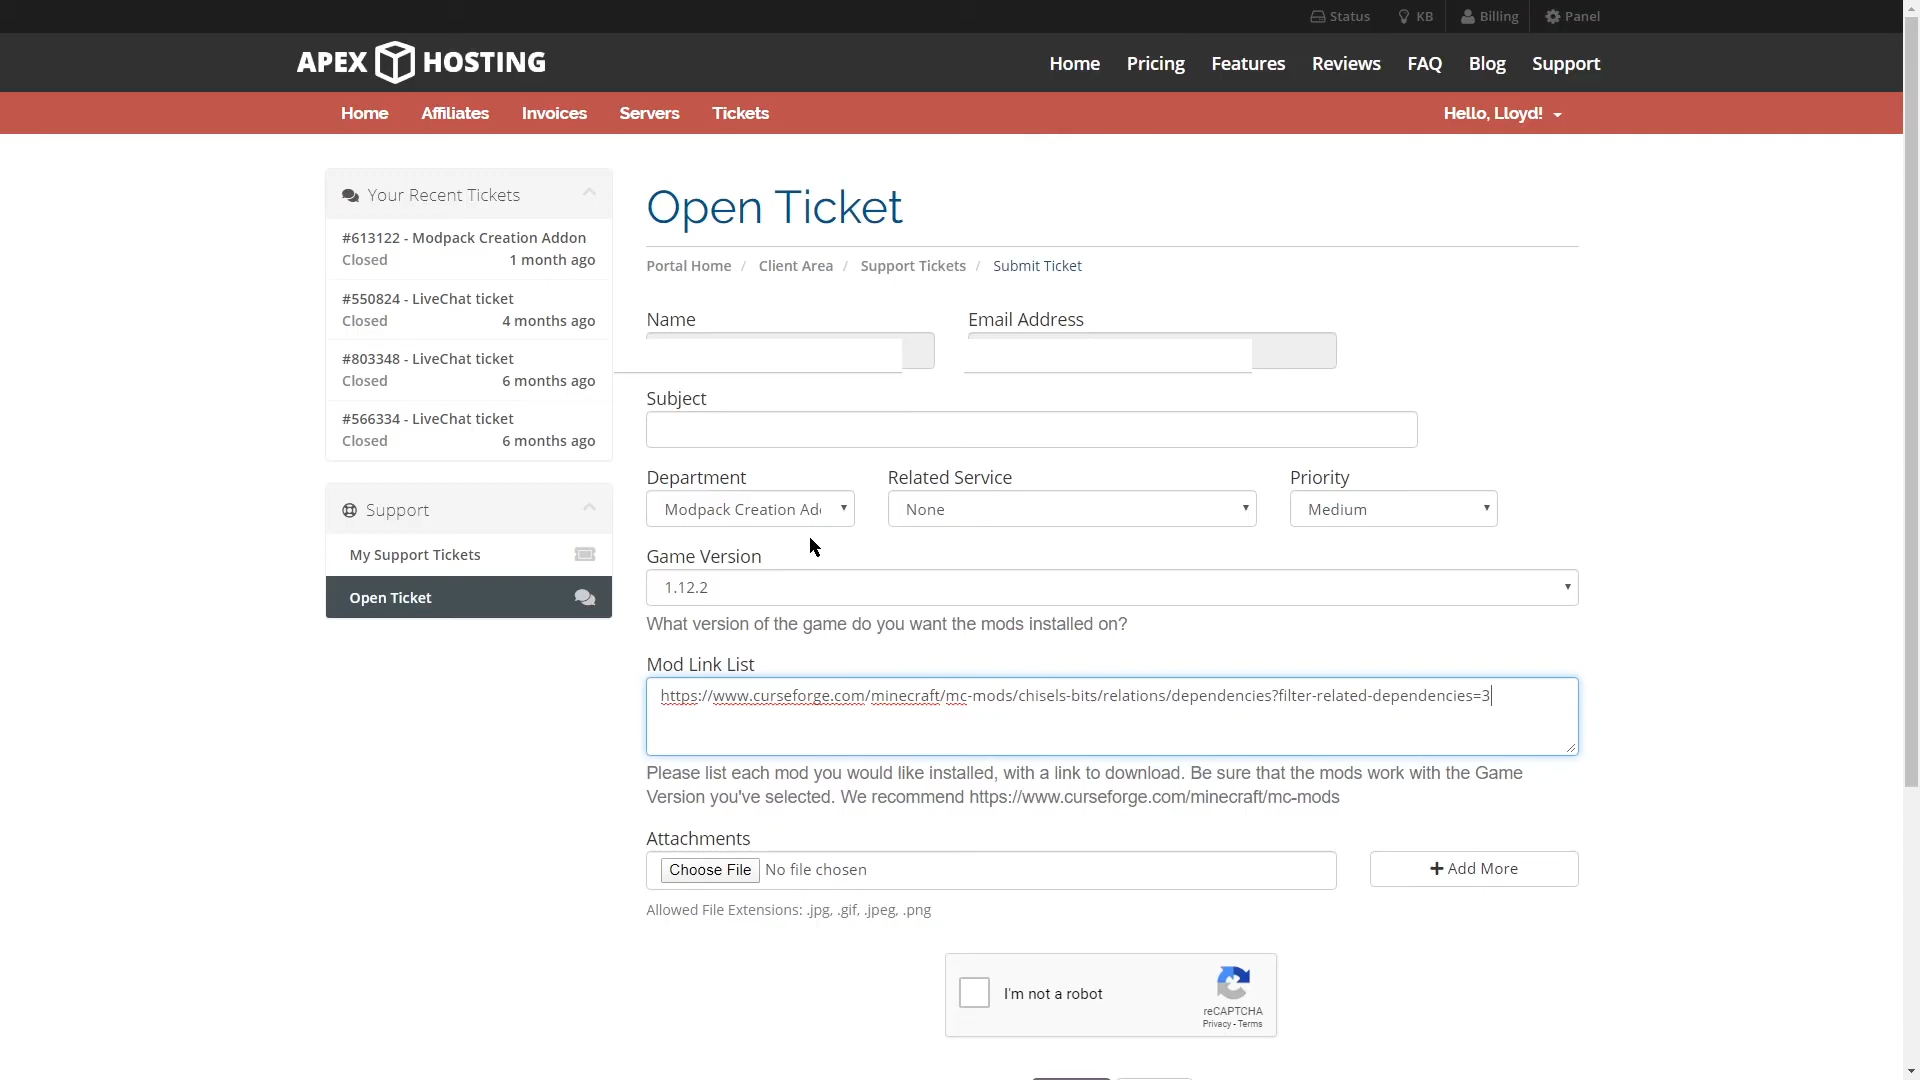 Status KB Billing Panel
APEX HOSTING
Home Pricing Features Reviews FAQ Blog Support
Home Affiliates Invoices Servers Tickets Hello, Lloyd!
Your Recent Tickets
#613122 - Modpack Creation Addon
Closed 1 month ago
#550824 - LiveChat ticket
Closed 4 months ago
#803348 - LiveChat ticket
Closed 6 months ago
#566334 - LiveChat ticket
Closed 6 months ago
Support
My Support Tickets
Open Ticket
Open Ticket
Portal Home / Client Area / Support Tickets / Submit Ticket
Name Email Address
Subject
Department Related Service Priority
Modpack Creation Add None Medium
Game Version
1.12.2
What version of the game do you want the mods installed on?
Mod Link List
https://www.curseforge.com/minecraft/mc-mods/chisels-bits/relations/dependencies?filter-related-dependencies=3
Please list each mod you would like installed, with a link to download. Be sure that the mods work with the Game
Version you've selected. We recommend https://www.curseforge.com/minecraft/mc-mods
Attachments
Choose File No file chosen + Add More
Allowed File Extensions: .jpg, .gif, .jpeg, .png
I'm not a robot
reCAPTCHA
Privacy - Terms